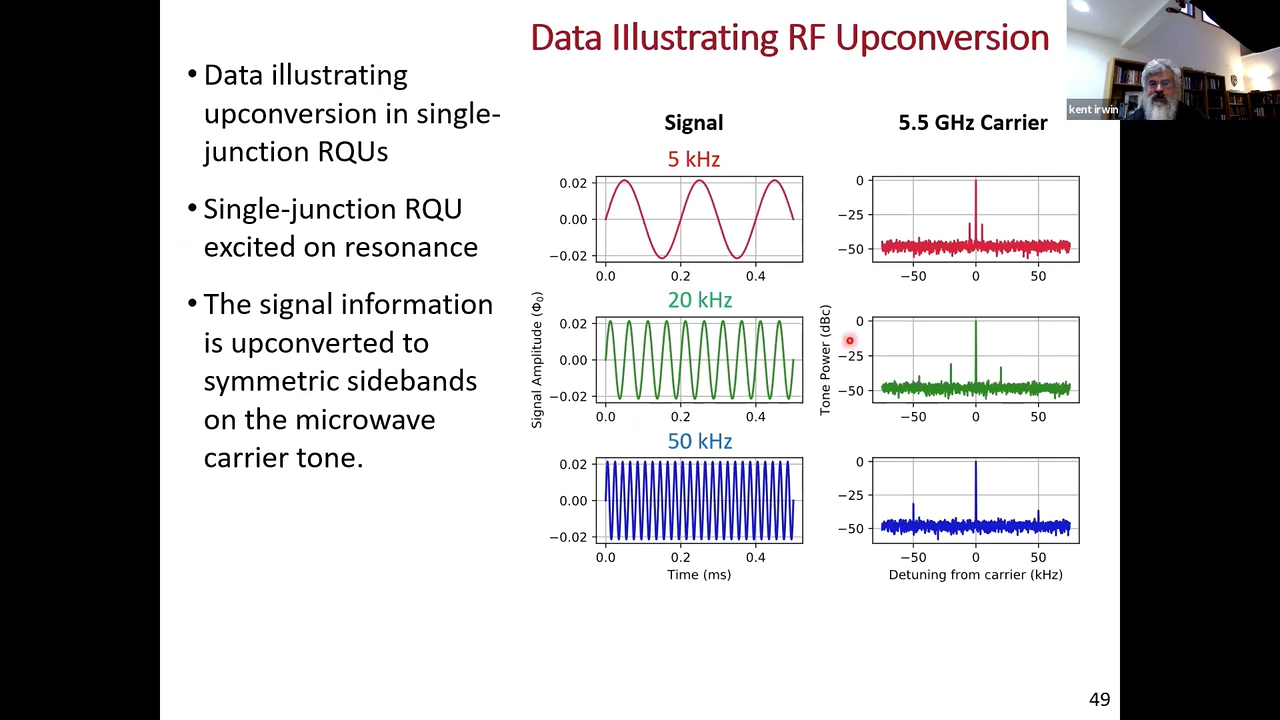 Data Illustrating RF Upconversion
kent irwin
• Data illustrating
upconversion in single-
junction RQUs
• Single-junction RQU
excited on resonance
• The signal information
is upconverted to
symmetric sidebands
on the microwave
carrier tone.
Signal
5 kHz
0.02
0.00
−0.02
0.0 0.2 0.4
20 kHz
0.02
0.00
−0.02
0.0 0.2 0.4
50 kHz
0.02
0.00
−0.02
0.0 0.2 0.4
Signal Amplitude (Φ0)
Time (ms)
5.5 GHz Carrier
0
−25
−50
−50 0 50
0
−25
−50
−50 0 50
0
−25
−50
−50 0 50
Tone Power (dBc)
Detuning from carrier (kHz)
49